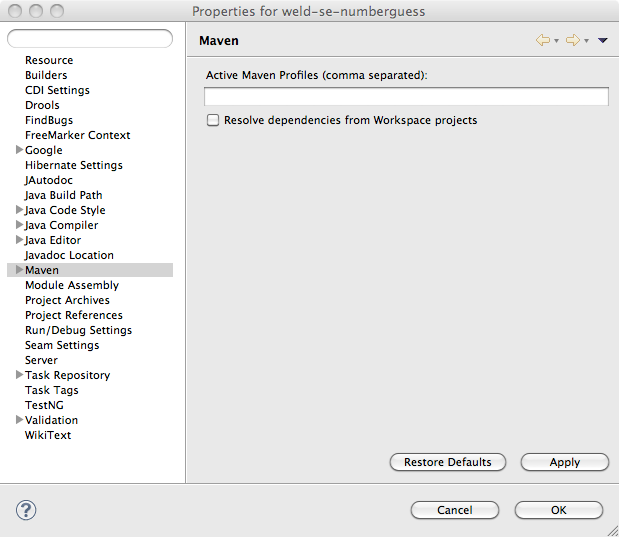 Properties for weld-se-numberguess
Resource
Builders
CDI Settings
Drools
FindBugs
FreeMarker Context
Google
Hibernate Settings
JAutodoc
Java Build Path
Java Code Style
Java Compiler
Java Editor
Javadoc Location
Maven
Module Assembly
Project Archives
Project References
Run/Debug Settings
Seam Settings
Server
Task Repository
Task Tags
TestNG
Validation
WikiText
Maven
Active Maven Profiles (comma separated):
Resolve dependencies from Workspace projects
Restore Defaults
Apply
?
Cancel
OK